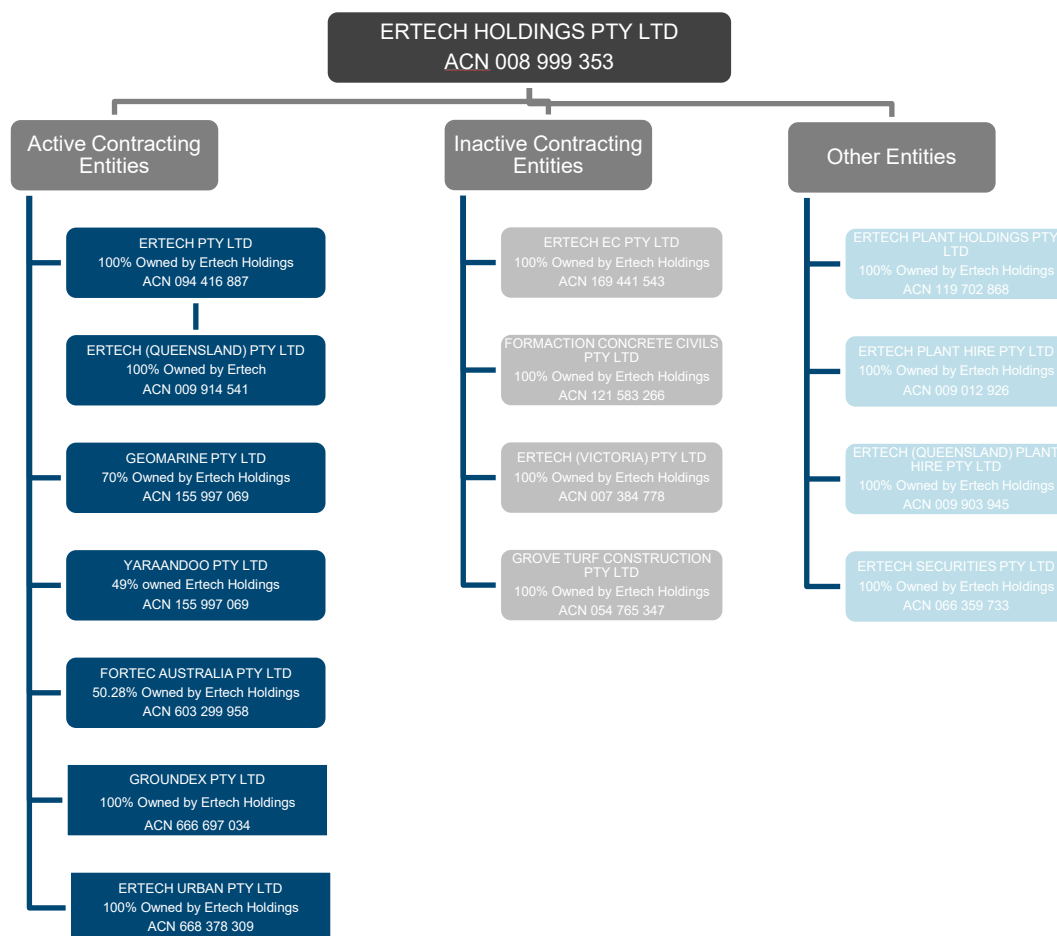 ERTECH HOLDINGS PTY LTD
ACN 008 999 353
Active Contracting
Entities
ERTECH PTY LTD
100% Owned by Ertech Holdings
ACN 094 416 887
ERTECH (QUEENSLAND) PTY LTD
100% Owned by Ertech
ACN 009 914 541
GEOMARINE PTY LTD
70% Owned by Ertech Holdings
ACN 155 997 069
YARAANDOO PTY LTD
49% owned Ertech Holdings
ACN 155 997 069
FORTEC AUSTRALIA PTY LTD
50.28% Owned by Ertech Holdings
ACN 603 299 958
GROUNDEX PTY LTD
100% Owned by Ertech Holdings
ACN 666 697 034
ERTECH URBAN PTY LTD
100% Owned by Ertech Holdings
ACN 668 378 309
Inactive Contracting
Entities
ERTECH EC PTY LTD
100% Owned by Ertech Holdings
ACN 169 441 543
FORMACTION CONCRETE CIVILS
PTY LTD
100% Owned by Ertech Holdings
ACN 121 583 266
ERTECH (VICTORIA) PTY LTD
100% Owned by Ertech Holdings
ACN 007 384 778
GROVE TURF CONSTRUCTION
PTY LTD
100% Owned by Ertech Holdings
ACN 054 765 347
Other Entities
ERTECH PLANT HOLDINGS PTY
LTD
100% Owned by Ertech Holdings
ACN 119 702 868
ERTECH PLANT HIRE PTY LTD
100% Owned by Ertech Holdings
ACN 009 012 926
ERTECH (QUEENSLAND) PLANT
HIRE PTY LTD
100% Owned by Ertech Holdings
ACN 009 903 945
ERTECH SECURITIES PTY LTD
100% Owned by Ertech Holdings
ACN 066 359 733